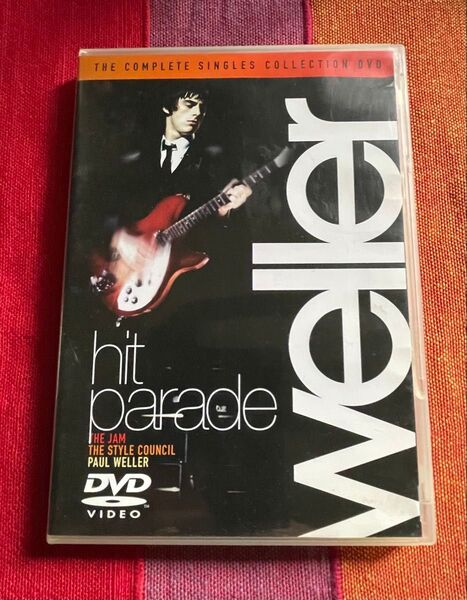 THE COMPLETE SINGLES COLLECTION DVD
weller
hit
parade
THE JAM
THE STYLE COUNCIL
PAUL WELLER
DVD
VIDEO